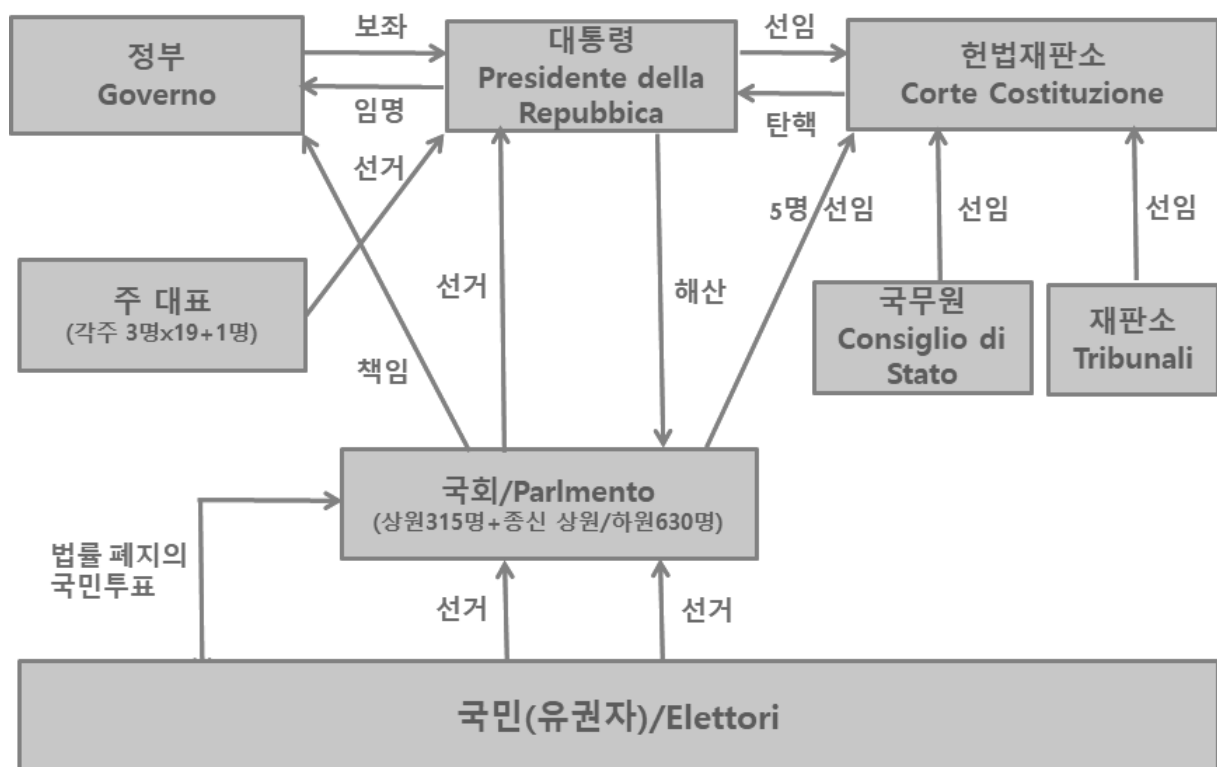 정부
Governo
보좌
임명
대통령
Presidente della
Repubbica
선임
탄핵
헌법재판소
Corte Costituzione
선거
5명 선임
선임
선임
주 대표
(각주 3명x19+1명)
선거
해산
국무원
Consiglio di
Stato
재판소
Tribunali
책임
국회/Parlmento
(상원315명+종신 상원/하원630명)
법률 폐지의
국민투표
선거
선거
국민(유권자)/Elettori